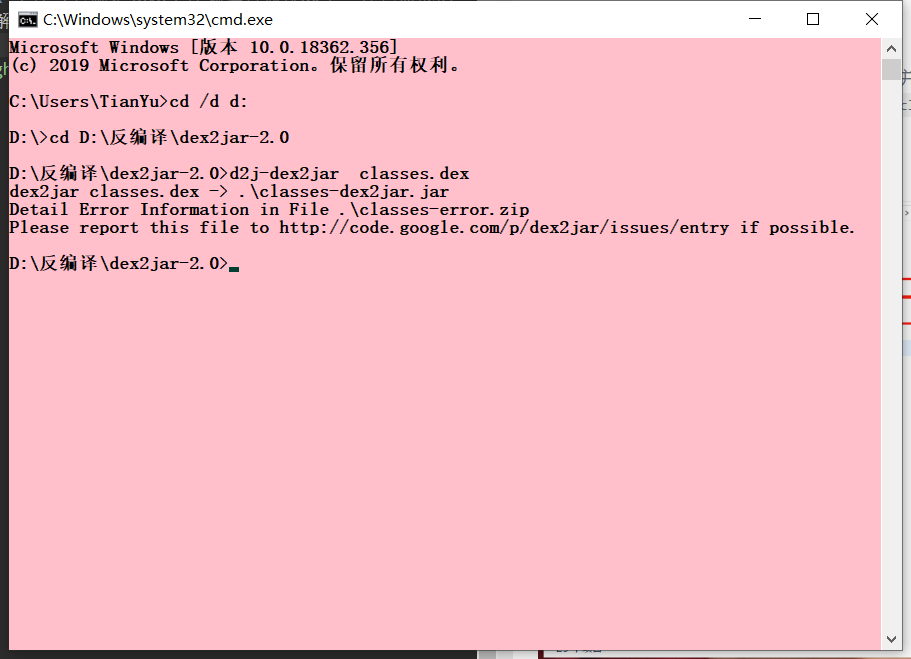 C:\Windows\system32\cmd.exe
Microsoft Windows [版本 10.0.18362.356]
(c) 2019 Microsoft Corporation。保留所有权利。
C:\Users\TianYu>cd /d d:
D:\>cd D:\反编译\dex2jar-2.0
D:\反编译\dex2jar-2.0>d2j-dex2jar  classes.dex
dex2jar classes.dex -> .\classes-dex2jar.jar
Detail Error Information in File .\classes-error.zip
Please report this file to http://code.google.com/p/dex2jar/issues/entry if possible.
D:\反编译\dex2jar-2.0>